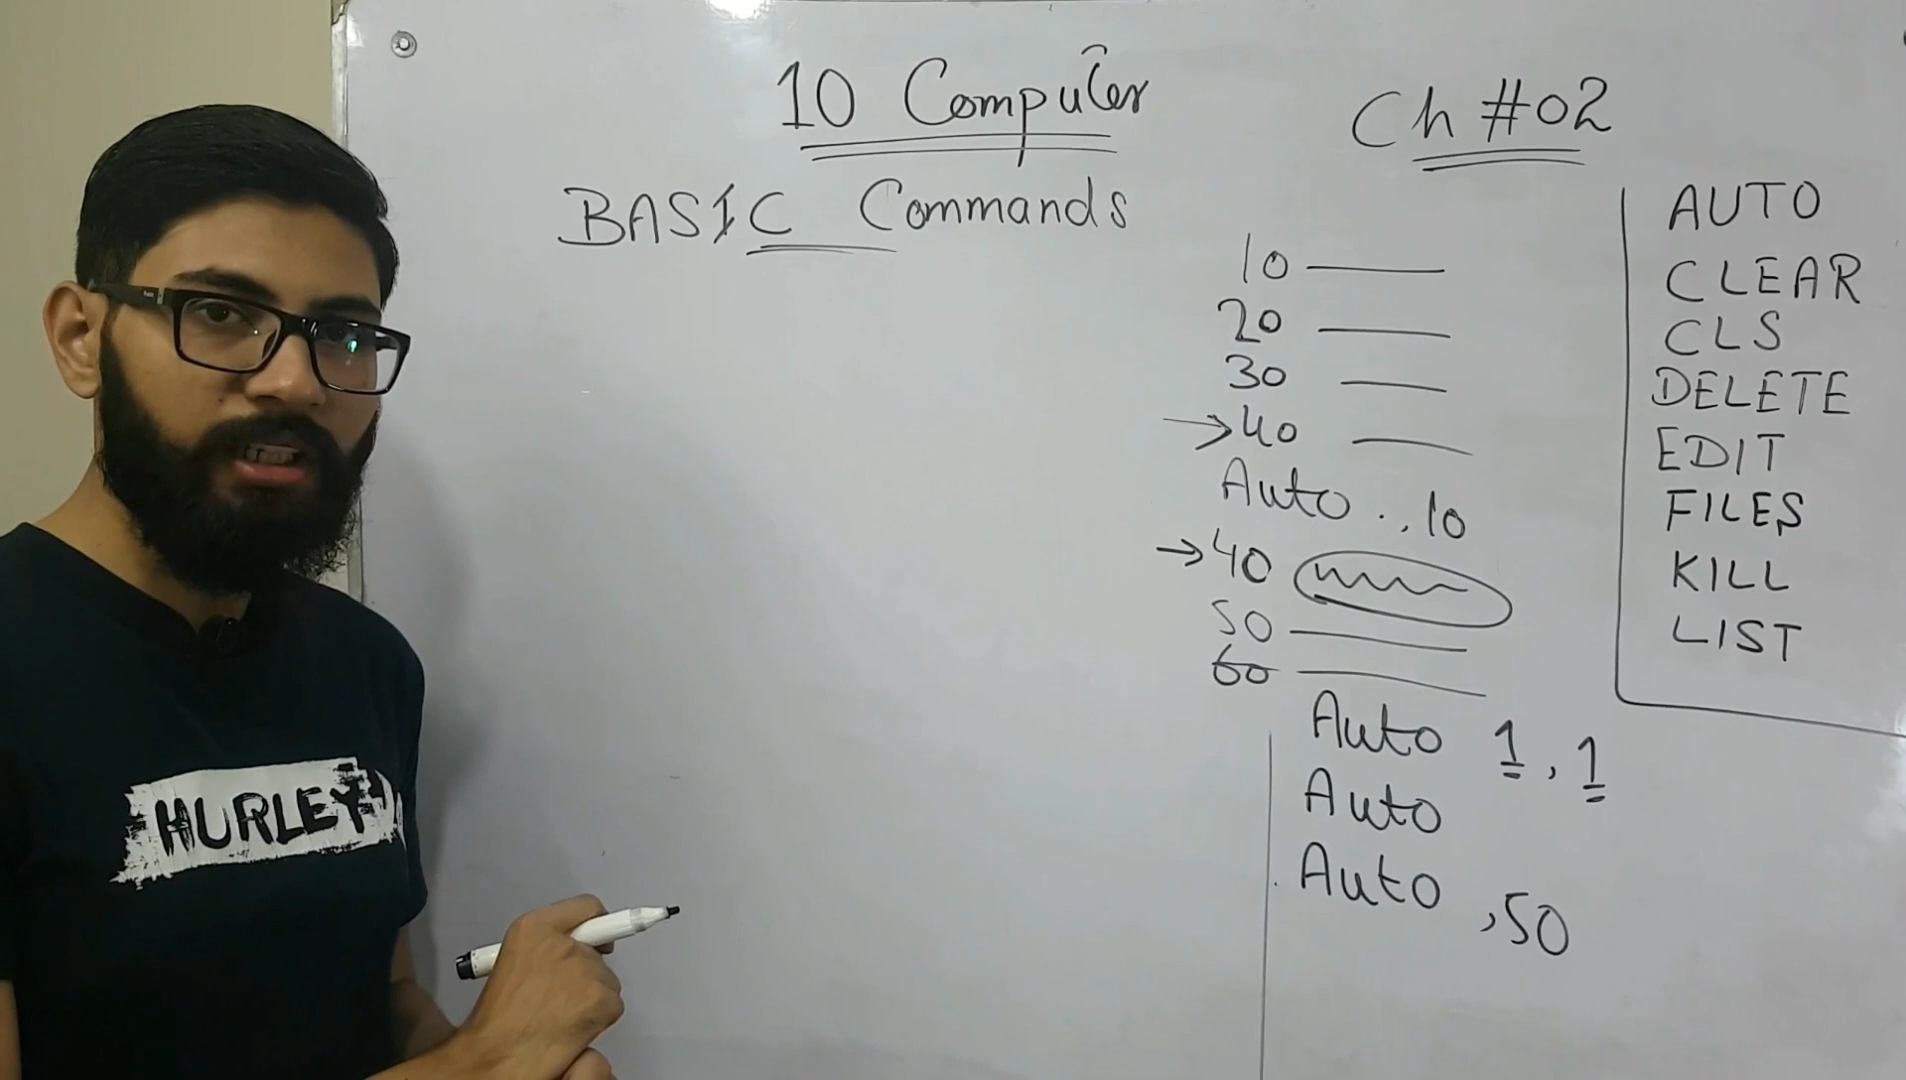 10 Computer
Ch #02
BASIC Commands
10
20
30
→40
Auto ..10
→40
50
60
Auto 1,1
Auto
Auto ,50
AUTO
CLEAR
CLS
DELETE
EDIT
FILES
KILL
LIST
HURLEY